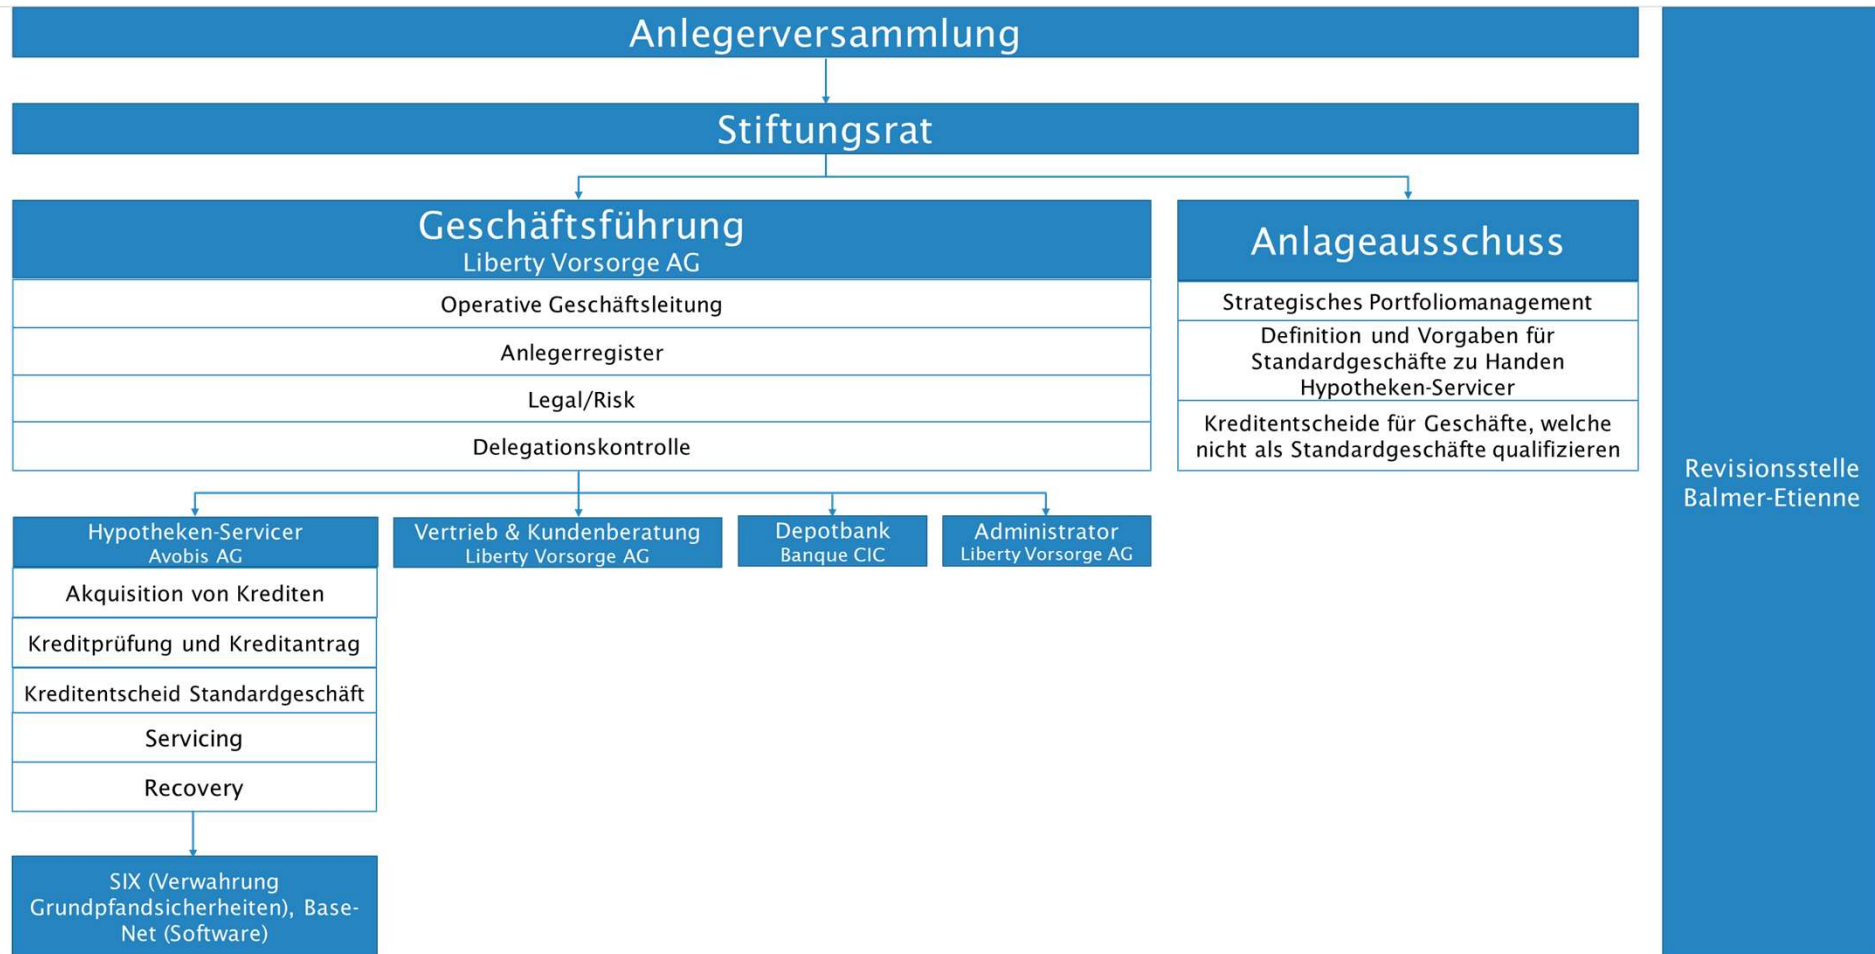 Anlegerversammlung
Stiftungsrat
Geschäftsführung
Liberty Vorsorge AG
Operative Geschäftsleitung
Anlegerregister
Legal/Risk
Delegationskontrolle
Anlageausschuss
Strategisches Portfoliomanagement
Definition und Vorgaben für
Standardgeschäfte zu Handen
Hypotheken-Servicer
Kreditentscheide für Geschäfte, welche
nicht als Standardgeschäfte qualifizieren
Hypotheken-Servicer
Avobis AG
Akquisition von Krediten
Kreditprüfung und Kreditantrag
Kreditentscheid Standardgeschäft
Servicing
Recovery
SIX (Verwahrung
Grundpfandsicherheiten), Base-
Net (Software)
Vertrieb & Kundenberatung
Liberty Vorsorge AG
Depotbank
Banque CIC
Administrator
Liberty Vorsorge AG
Revisionsstelle
Balmer-Etienne